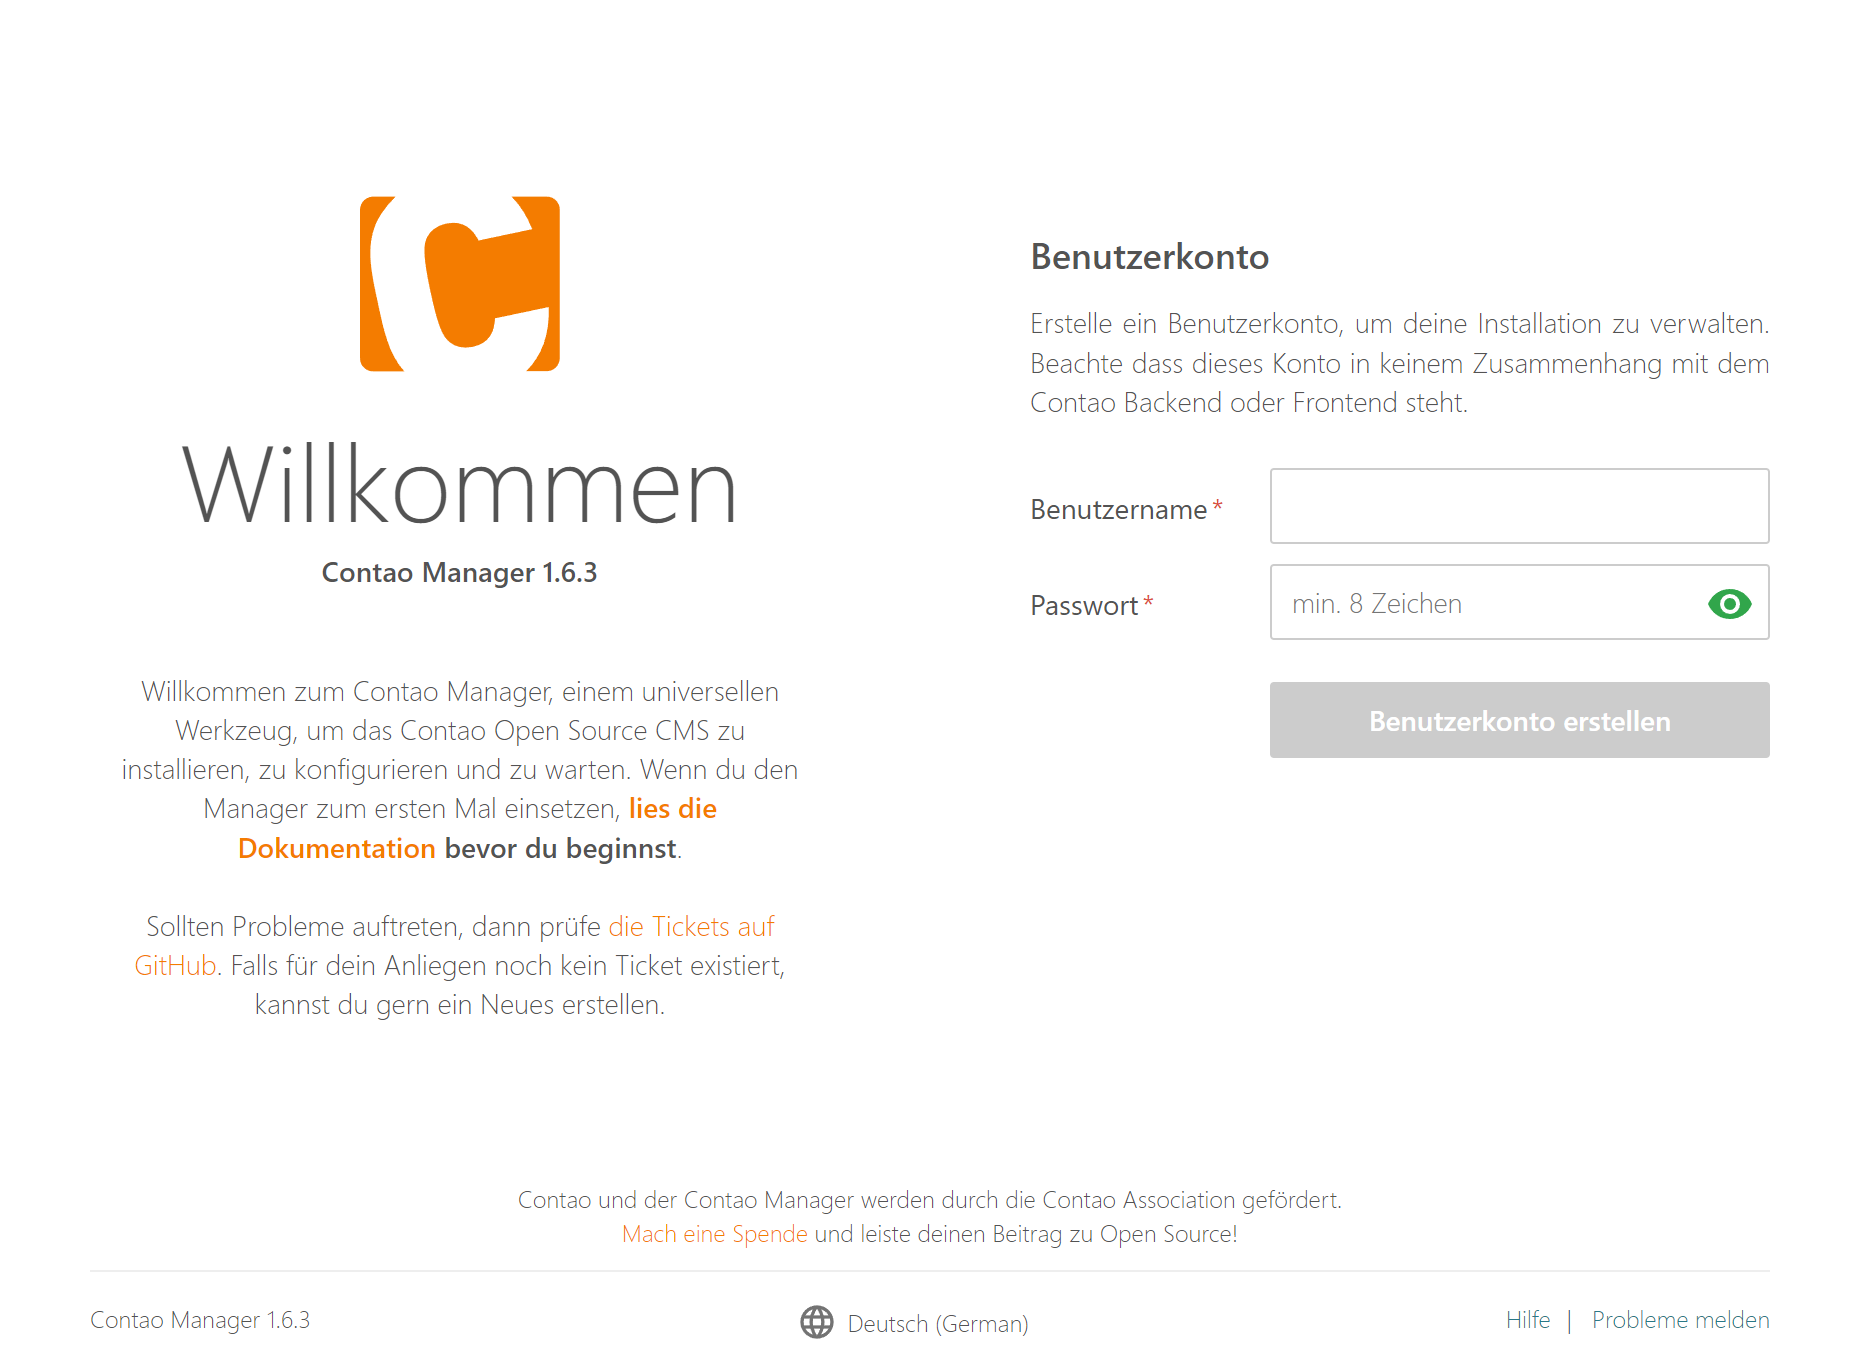 Willkommen
Contao Manager 1.6.3
Willkommen zum Contao Manager, einem universellen
Werkzeug, um das Contao Open Source CMS zu
installieren, zu konfigurieren und zu warten. Wenn du den
Manager zum ersten Mal einsetzen, lies die
Dokumentation bevor du beginnst.
Sollten Probleme auftreten, dann prüfe die Tickets auf
GitHub. Falls für dein Anliegen noch kein Ticket existiert,
kannst du gern ein Neues erstellen.
Benutzerkonto
Erstelle ein Benutzerkonto, um deine Installation zu verwalten.
Beachte dass dieses Konto in keinem Zusammenhang mit dem
Contao Backend oder Frontend steht.
Benutzername *
Passwort *
min. 8 Zeichen
Benutzerkonto erstellen
Contao und der Contao Manager werden durch die Contao Association gefördert.
Mach eine Spende und leiste deinen Beitrag zu Open Source!
Contao Manager 1.6.3
Deutsch (German)
Hilfe | Probleme melden